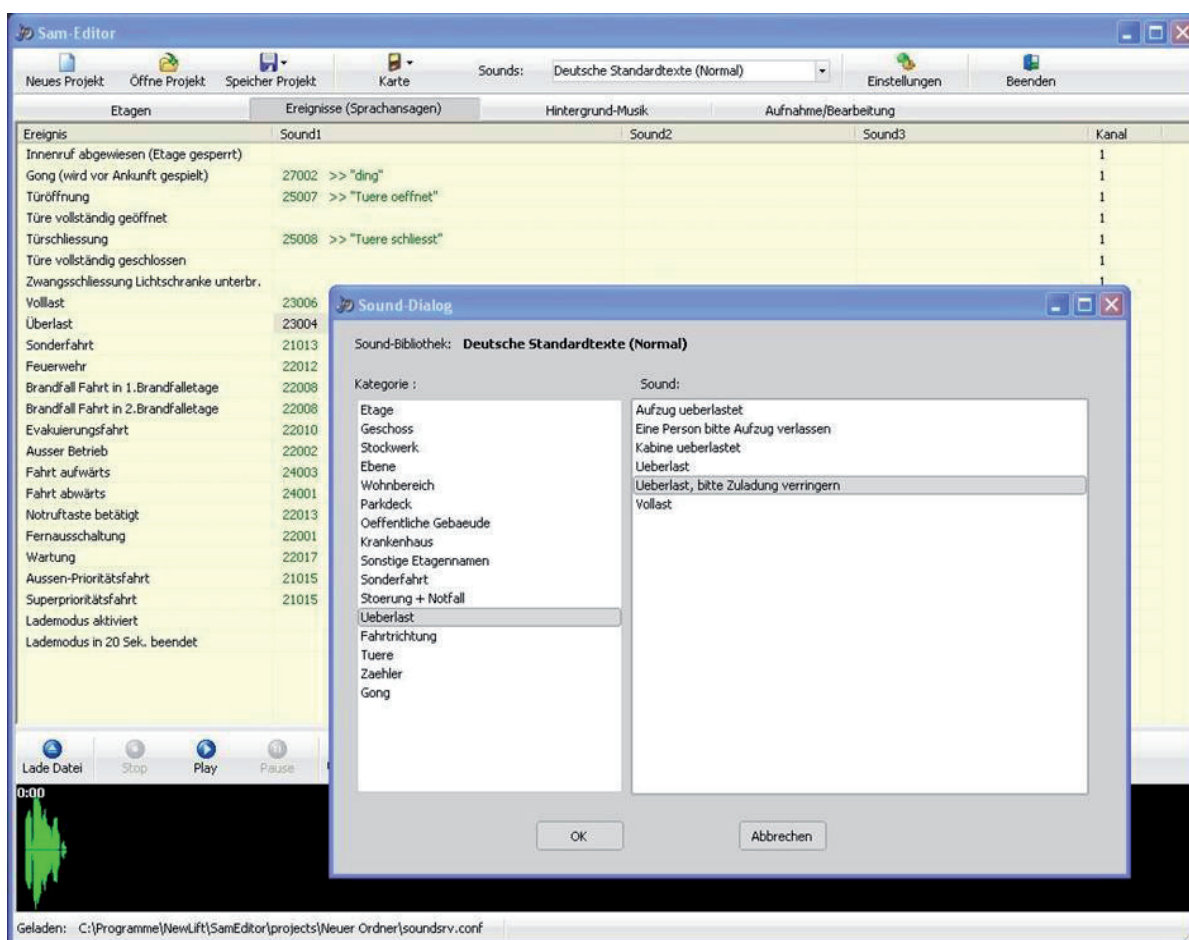 Sam-Editor
Neues Projekt Öffne Projekt Speicher Projekt Karte Sounds: Deutsche Standardtexte (Normal) Einstellungen Beenden
Etagen Ereignisse (Sprachansagen) Hintergrund-Musik Aufnahme/Bearbeitung
Ereignis Sound1 Sound2 Sound3 Kanal
Innenruf abgewiesen (Etage gesperrt) 1
Gong (wird vor Ankunft gespielt) 27002 >> "ding" 1
Türöffnung 25007 >> "Tuere oeffnet" 1
Türe vollständig geöffnet 1
Türschliessung 25008 >> "Tuere schliesst" 1
Türe vollständig geschlossen 1
Zwangsschliessung Lichtschranke unterbr. 1
Volllast 23006
Überlast 23004
Sonderfahrt 21013
Feuerwehr 22012
Brandfall Fahrt in 1.Brandfalletage 22008
Brandfall Fahrt in 2.Brandfalletage 22008
Evakuierungsfahrt 22010
Ausser Betrieb 22002
Fahrt aufwärts 24003
Fahrt abwärts 24001
Notruftaste betätigt 22013
Fernausschaltung 22001
Wartung 22017
Aussen-Prioritätsfahrt 21015
Superprioritätsfahrt 21015
Lademodus aktiviert
Lademodus in 20 Sek. beendet
Sound-Dialog
Sound-Bibliothek: Deutsche Standardtexte (Normal)
Kategorie : Sound:
Etage
Geschoss
Stockwerk
Ebene
Wohnbereich
Parkdeck
Oeffentliche Gebaeude
Krankenhaus
Sonstige Etagennamen
Sonderfahrt
Stoerung + Notfall
Ueberlast
Fahrtrichtung
Tuere
Zaehler
Gong
Aufzug ueberlastet
Eine Person bitte Aufzug verlassen
Kabine ueberlastet
Ueberlast
Ueberlast, bitte Zuladung verringern
Vollast
OK Abbrechen
Lade Datei Stop Play Pause
0:00
Geladen: C:\Programme\NewLift\SamEditor\projects\Neuer Ordner\soundsrv.conf